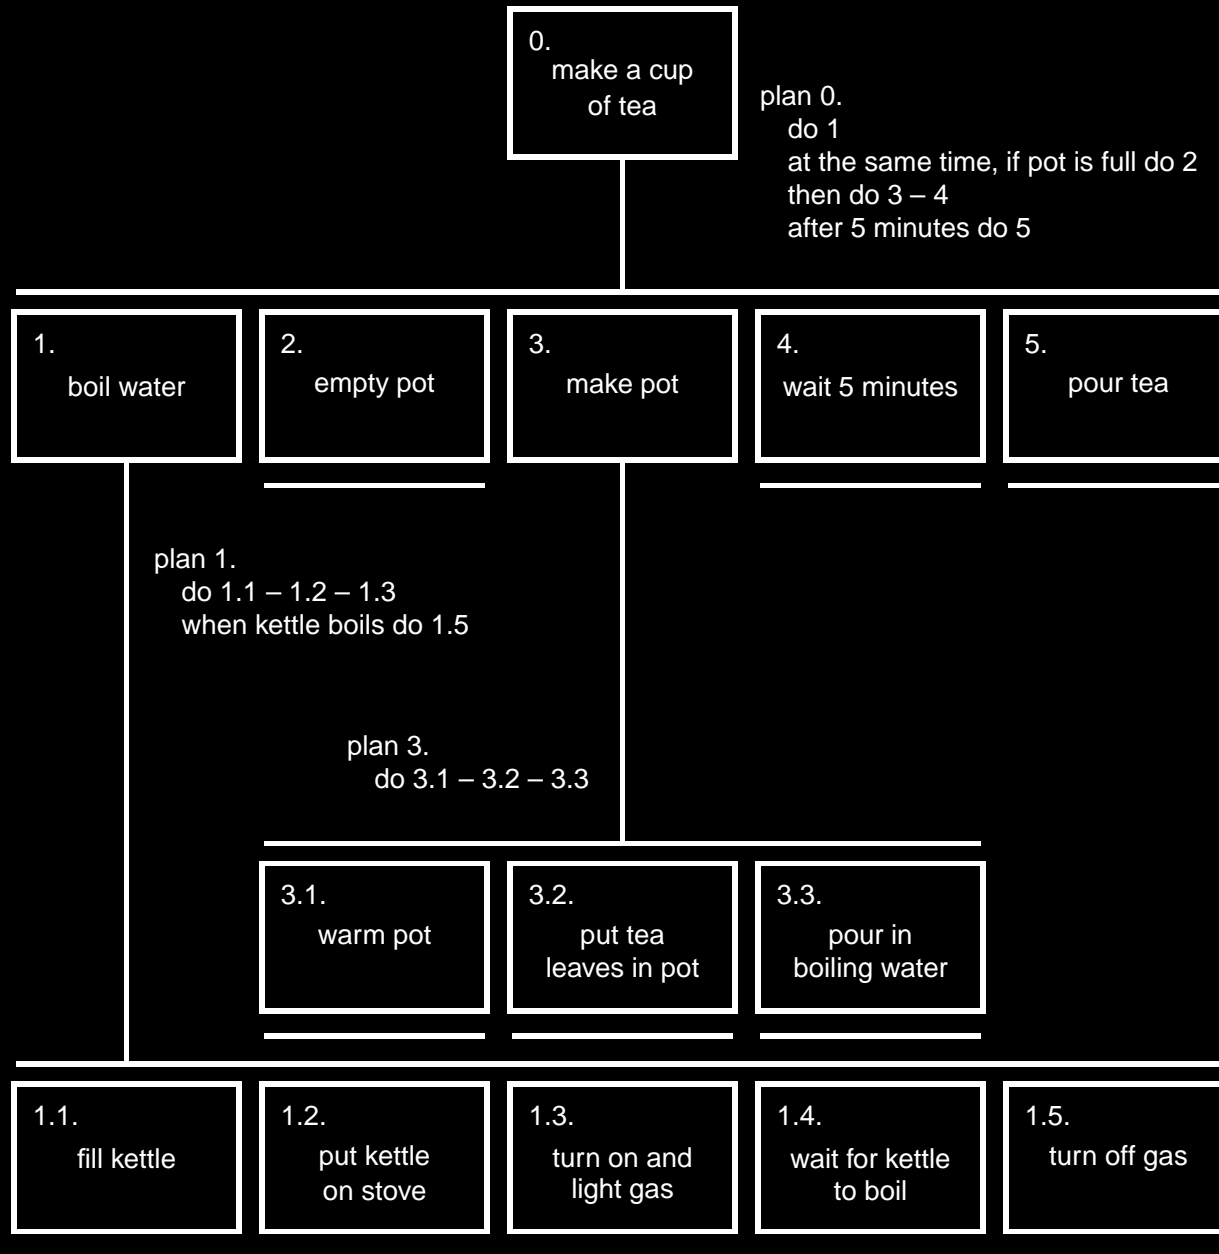 0.
make a cup
of tea
plan 0.
do 1
at the same time, if pot is full do 2
then do 3 – 4
after 5 minutes do 5
1.
boil water
2.
empty pot
3.
make pot
4.
wait 5 minutes
5.
pour tea
plan 1.
do 1.1 – 1.2 – 1.3
when kettle boils do 1.5
plan 3.
do 3.1 – 3.2 – 3.3
3.1.
warm pot
3.2.
put tea
leaves in pot
3.3.
pour in
boiling water
1.1.
fill kettle
1.2.
put kettle
on stove
1.3.
turn on and
light gas
1.4.
wait for kettle
to boil
1.5.
turn off gas